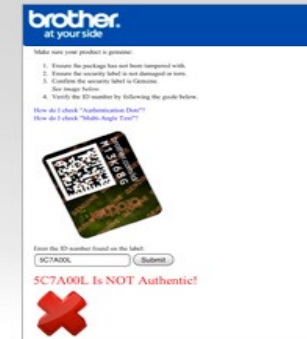 brother.
at your side
Make sure your product is genuine:
1. Ensure the package has not been tampered with.
2. Ensure the security label is not damaged or torn.
3. Confirm the security label is Genuine.
See image below.
4. Verify the ID number by following the guide below.
How do I check "Authentication Dots"?
How do I check "Multi-Angle Text"?
Enter the ID number found on the label:
5C7A00L Submit
5C7A00L Is NOT Authentic!